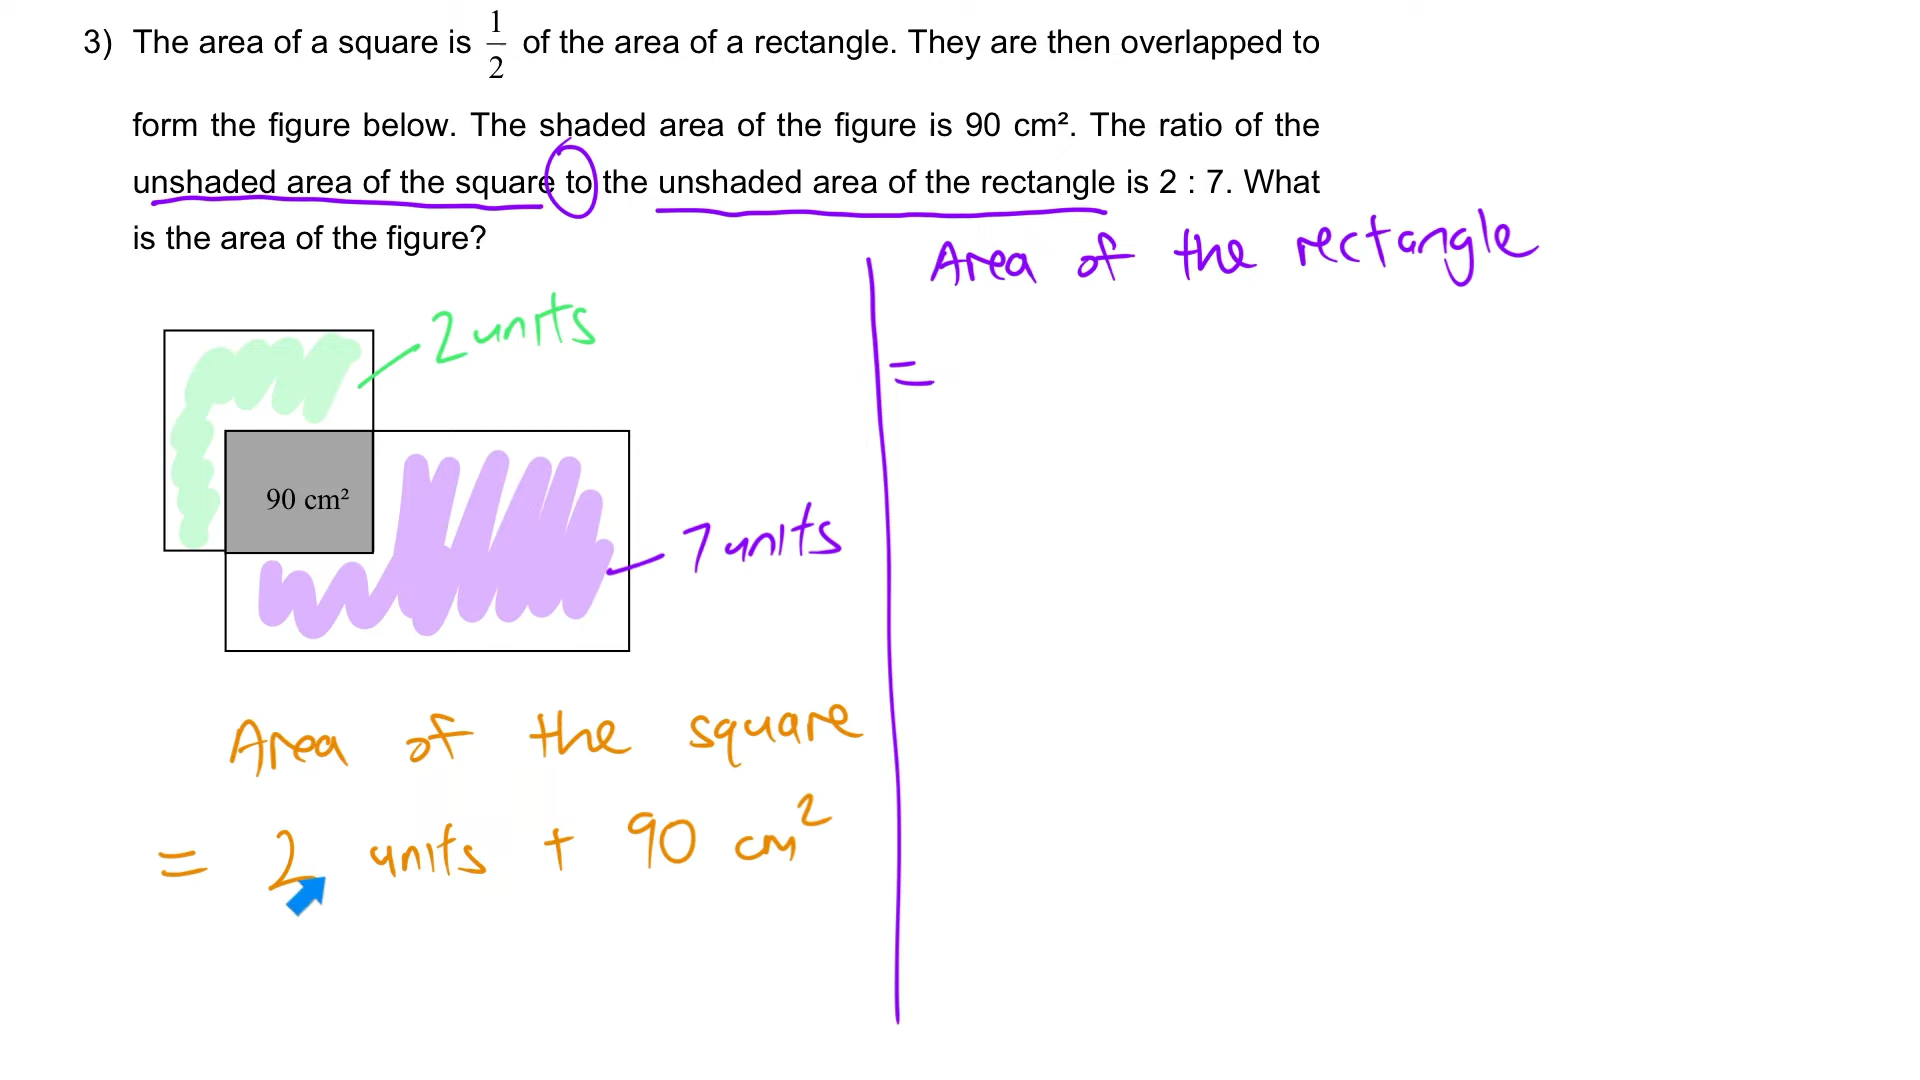 3) The area of a square is 1/2 of the area of a rectangle. They are then overlapped to
form the figure below. The shaded area of the figure is 90 cm². The ratio of the
unshaded area of the square to the unshaded area of the rectangle is 2 : 7. What
is the area of the figure?
Area of the rectangle
=
2 units
90 cm²
7 units
Area of the square
= 2 units + 90 cm²